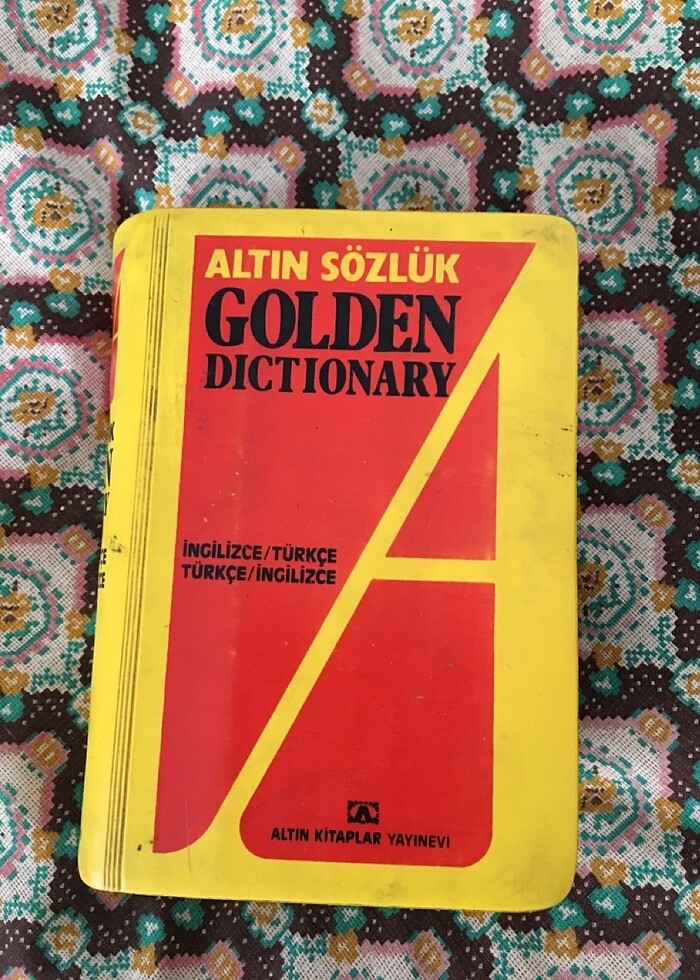 ALTIN SÖZLÜK
GOLDEN
DICTIONARY
İNGİLİZCE/TÜRKÇE
TÜRKÇE/İNGİLİZCE
ALTIN KİTAPLAR YAYINEVİ